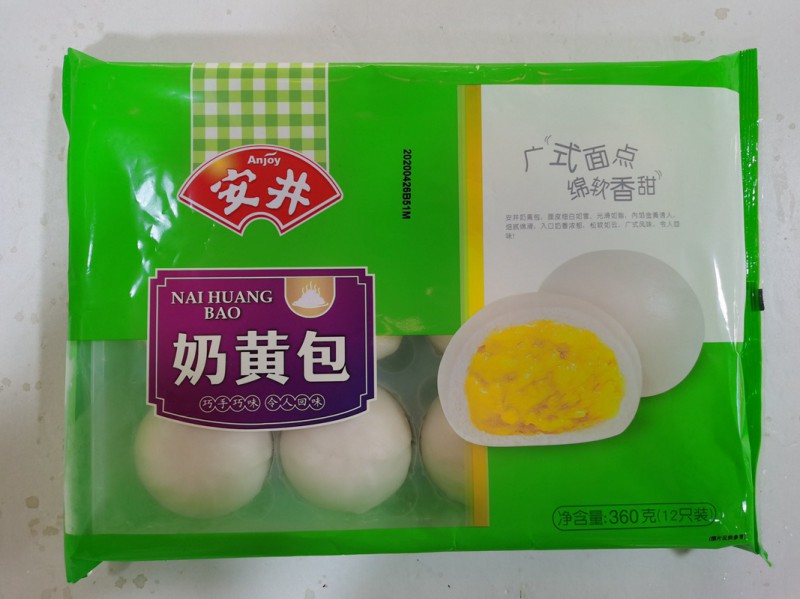 Anjoy
安井
20200426B51M
广式面点
绵软香甜
NAI HUANG
BAO
奶黄包
巧手巧味 令人回味
净含量:360克(12只装)